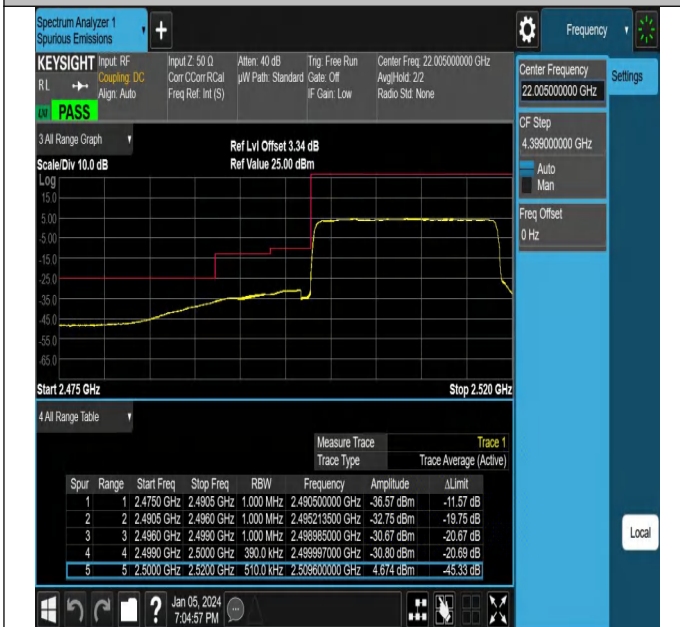 Spectrum Analyzer 1
Spurious Emissions
Frequency
KEYSIGHT
Input: RF
Input Z: 50 Ω
Atten: 40 dB
Trig: Free Run
Center Freq: 22.005000000 GHz
RL
Coupling: DC
Corr CCorr RCal
µW Path: Standard
Gate: Off
Avg|Hold: 2/2
Align: Auto
Freq Ref: Int (S)
IF Gain: Low
Radio Std: None
PASS
Center Frequency
22.005000000 GHz
Settings
CF Step
4.399000000 GHz
Auto
Man
Freq Offset
0 Hz
3 All Range Graph
Ref Lvl Offset 3.34 dB
Scale/Div 10.0 dB
Ref Value 25.00 dBm
Log
15.0
5.00
-5.00
-15.0
-25.0
-35.0
-45.0
-55.0
-65.0
Start 2.475 GHz
Stop 2.520 GHz
4 All Range Table
Measure Trace
Trace 1
Trace Type
Trace Average (Active)
Spur Range Start Freq Stop Freq RBW Frequency Amplitude ΔLimit
1 1 2.4750 GHz 2.4905 GHz 1.000 MHz 2.490500000 GHz -36.57 dBm -11.57 dB
2 2 2.4905 GHz 2.4960 GHz 1.000 MHz 2.495213500 GHz -32.75 dBm -19.75 dB
3 3 2.4960 GHz 2.4990 GHz 1.000 MHz 2.498985000 GHz -30.67 dBm -20.67 dB
4 4 2.4990 GHz 2.5000 GHz 390.0 kHz 2.499997000 GHz -30.80 dBm -20.69 dB
5 5 2.5000 GHz 2.5200 GHz 510.0 kHz 2.509600000 GHz 4.674 dBm -45.33 dB
Local
?
Jan 05, 2024
7:04:57 PM